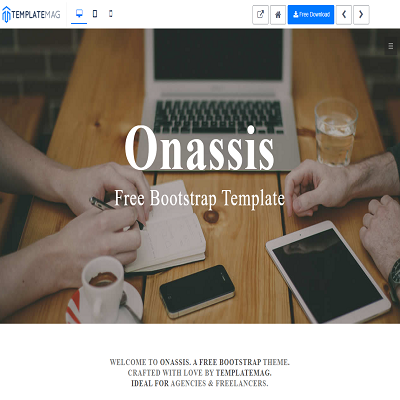 TEMPLATEMAG
Free Download
Onassis
Free Bootstrap Template
WELCOME TO ONASSIS. A FREE BOOTSTRAP THEME.
CRAFTED WITH LOVE BY TEMPLATEMAG.
IDEAL FOR AGENCIES & FREELANCERS.